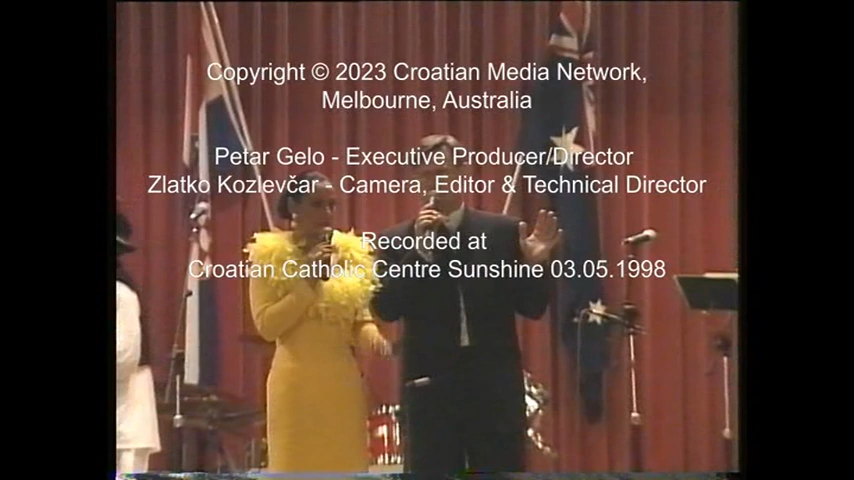 Copyright © 2023 Croatian Media Network,
Melbourne, Australia
Petar Gelo - Executive Producer/Director
Zlatko Kozlevčar - Camera, Editor & Technical Director
Recorded at
Croatian Catholic Centre Sunshine 03.05.1998